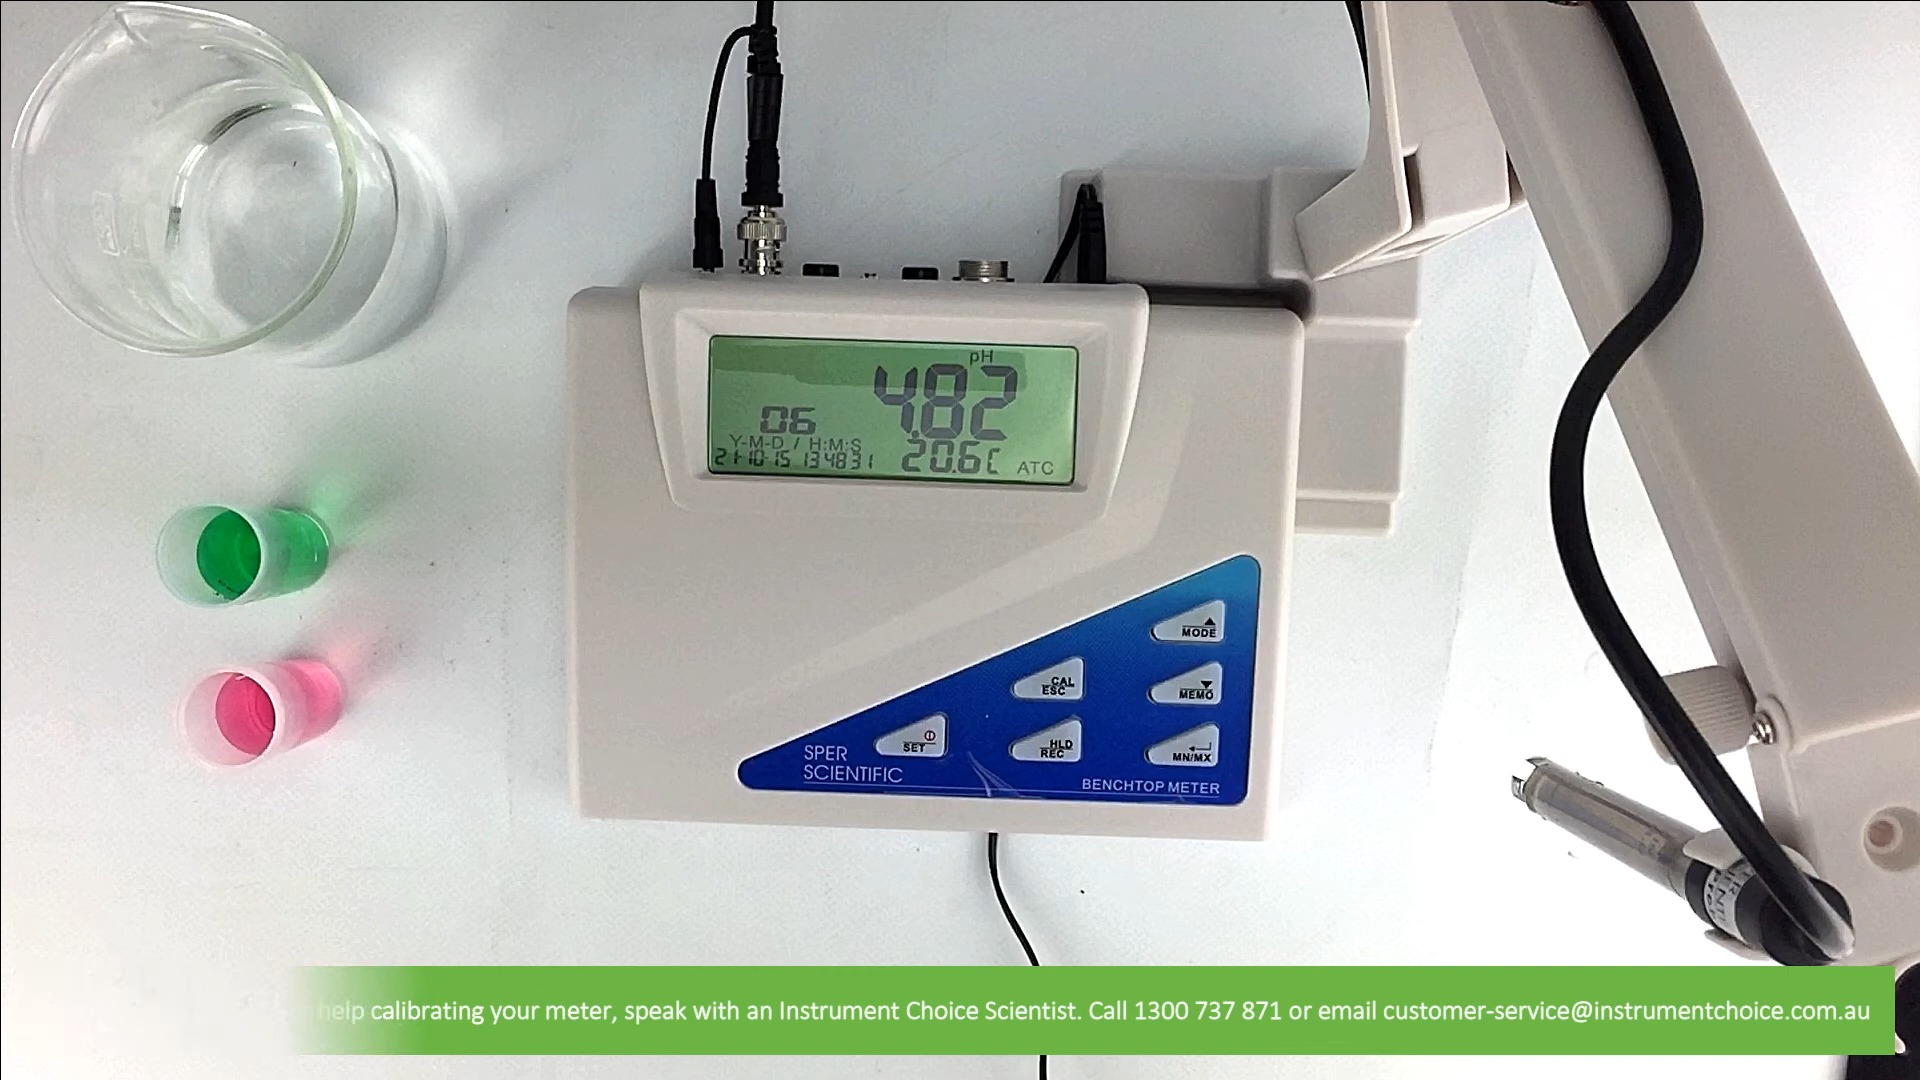 pH
4.82
06
Y-M-D / H:M:S
21-10-15 13 48 31
20.6 C ATC
MODE
CAL
ESC
MEMO
SET
HLD
REC
MN/MX
SPER
SCIENTIFIC
BENCHTOP METER
help calibrating your meter, speak with an Instrument Choice Scientist. Call 1300 737 871 or email customer-service@instrumentchoice.com.au